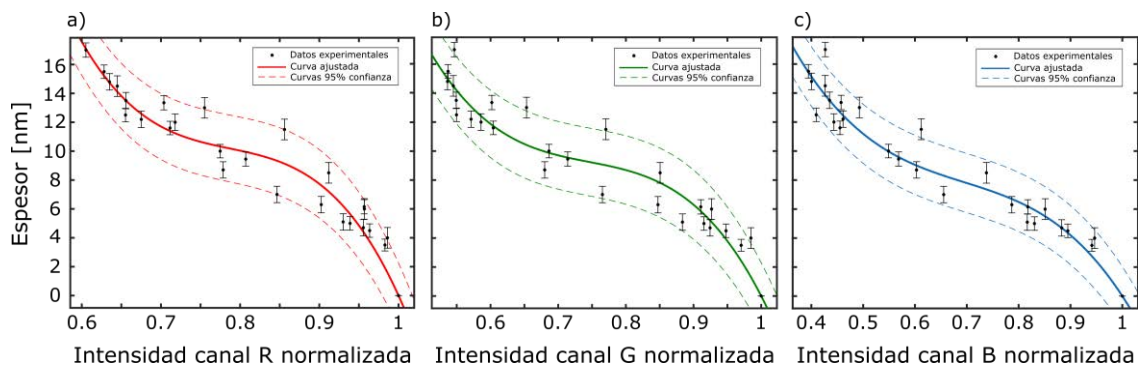 a) b) c)
Datos experimentales
Curva ajustada
Curvas 95% confianza
Datos experimentales
Curva ajustada
Curvas 95% confianza
Datos experimentales
Curva ajustada
Curvas 95% confianza
Espesor [nm]
16
14
12
10
8
6
4
2
0
0.6 0.7 0.8 0.9 1
0.6 0.7 0.8 0.9 1
0.4 0.5 0.6 0.7 0.8 0.9 1
Intensidad canal R normalizada
Intensidad canal G normalizada
Intensidad canal B normalizada